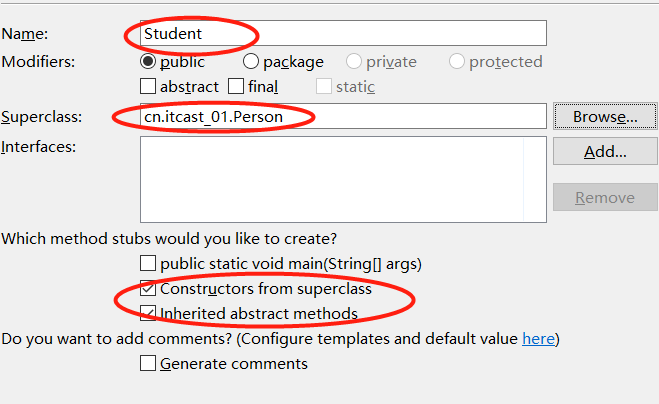 Name: Student
Modifiers: public package private protected
abstract final static
Superclass: cn.itcast_01.Person Browse...
Interfaces: Add...
Remove
Which method stubs would you like to create?
public static void main(String[] args)
Constructors from superclass
Inherited abstract methods
Do you want to add comments? (Configure templates and default value here)
Generate comments